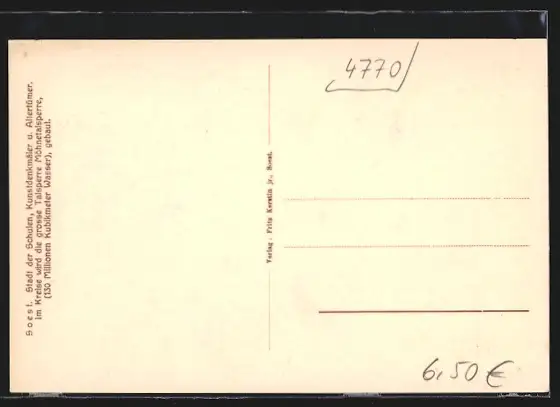 Soest. Stadt der Schulen, Kunstdenkmäler u. Altertümer.
Im Kreise wird die grosse Talsperre Möhnetalsperre,
(130 Millionen Kubikmeter Wasser), gebaut.
Verlag: Fritz Kerstin jr., Soest.
4770
6,50 €